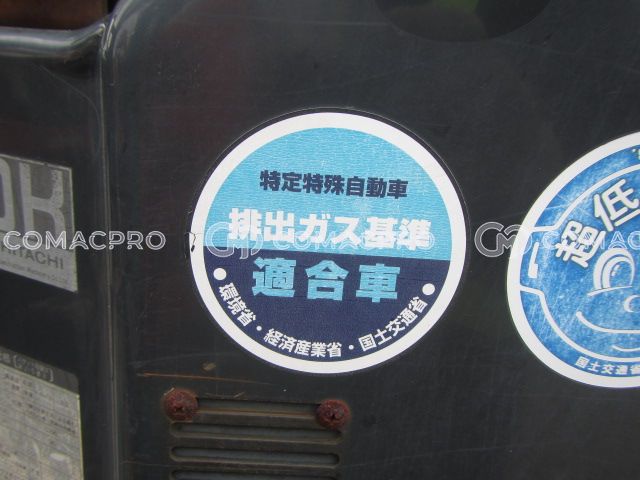 特定特殊自動車
排出ガス基準
適合車
• 環境省・経済産業省・国土交通省 •
超低
国土交通省
COMACPRO
HITACHI